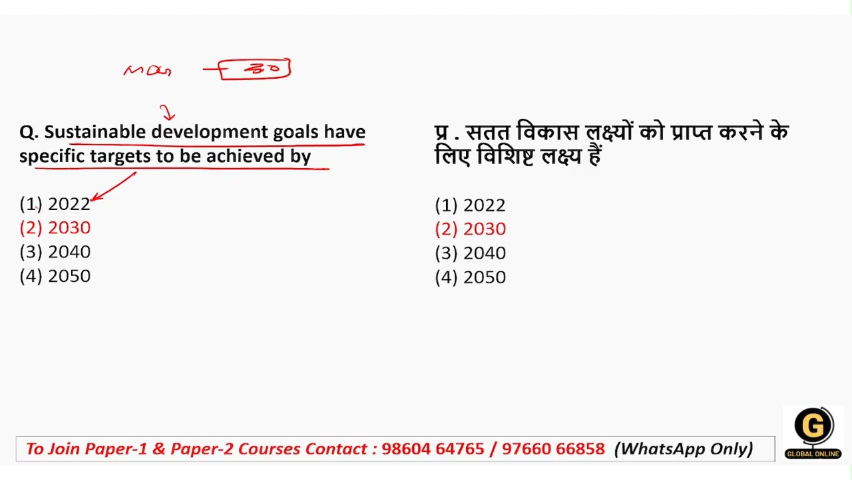 30
Q. Sustainable development goals have
specific targets to be achieved by
(1) 2022
(2) 2030
(3) 2040
(4) 2050
प्र . सतत विकास लक्ष्यों को प्राप्त करने के
लिए विशिष्ट लक्ष्य हैं
(1) 2022
(2) 2030
(3) 2040
(4) 2050
G
GLOBAL ONLINE
To Join Paper-1 & Paper-2 Courses Contact : 98604 64765 / 97660 66858 (WhatsApp Only)